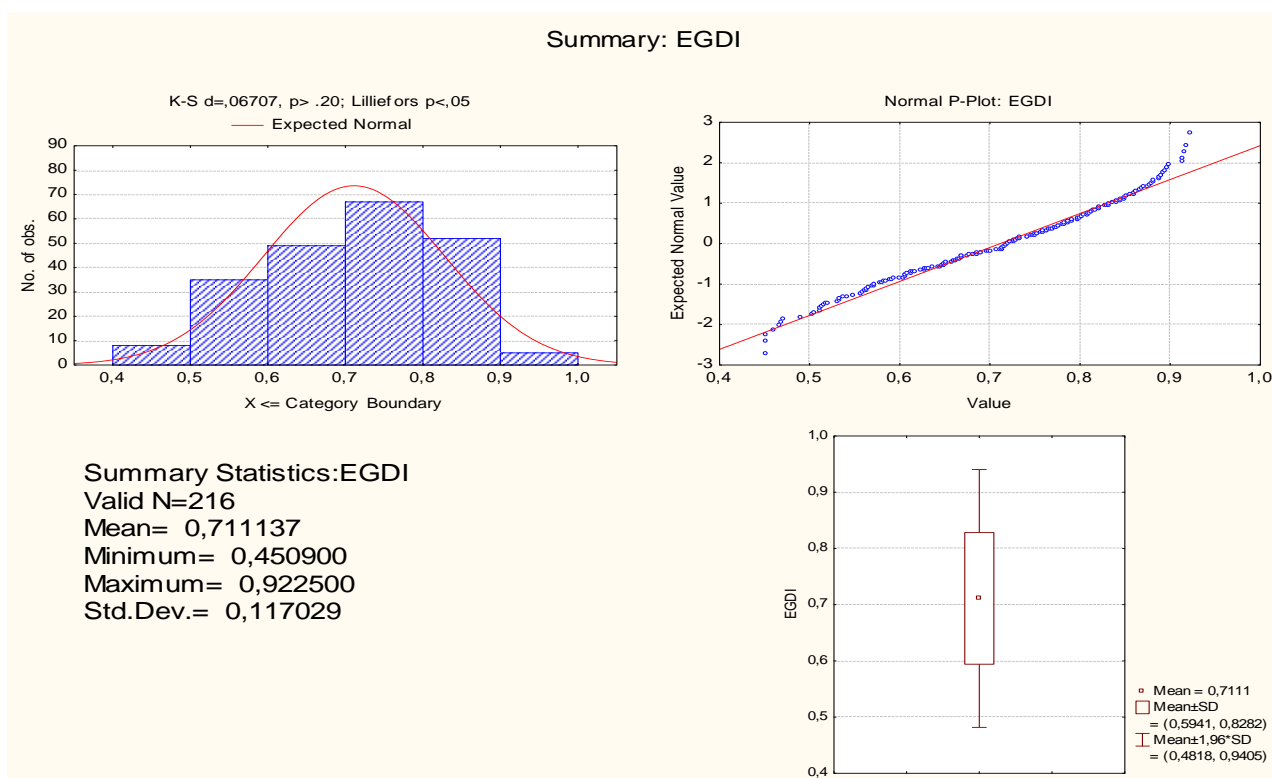 Summary: EGDI
K-S d=,06707, p> .20; Lilliefors p<,05
Expected Normal
90
80
70
60
50
40
30
20
10
0
No. of obs.
0,4 0,5 0,6 0,7 0,8 0,9 1,0
X <= Category Boundary
Normal P-Plot: EGDI
3
2
1
0
-1
-2
-3
Expected Normal Value
0,4 0,5 0,6 0,7 0,8 0,9 1,0
Value
Summary Statistics:EGDI
Valid N=216
Mean= 0,711137
Minimum= 0,450900
Maximum= 0,922500
Std.Dev.= 0,117029
1,0
0,9
0,8
0,7
0,6
0,5
0,4
EGDI
Mean = 0,7111
Mean±SD
= (0,5941, 0,8282)
Mean±1,96*SD
= (0,4818, 0,9405)